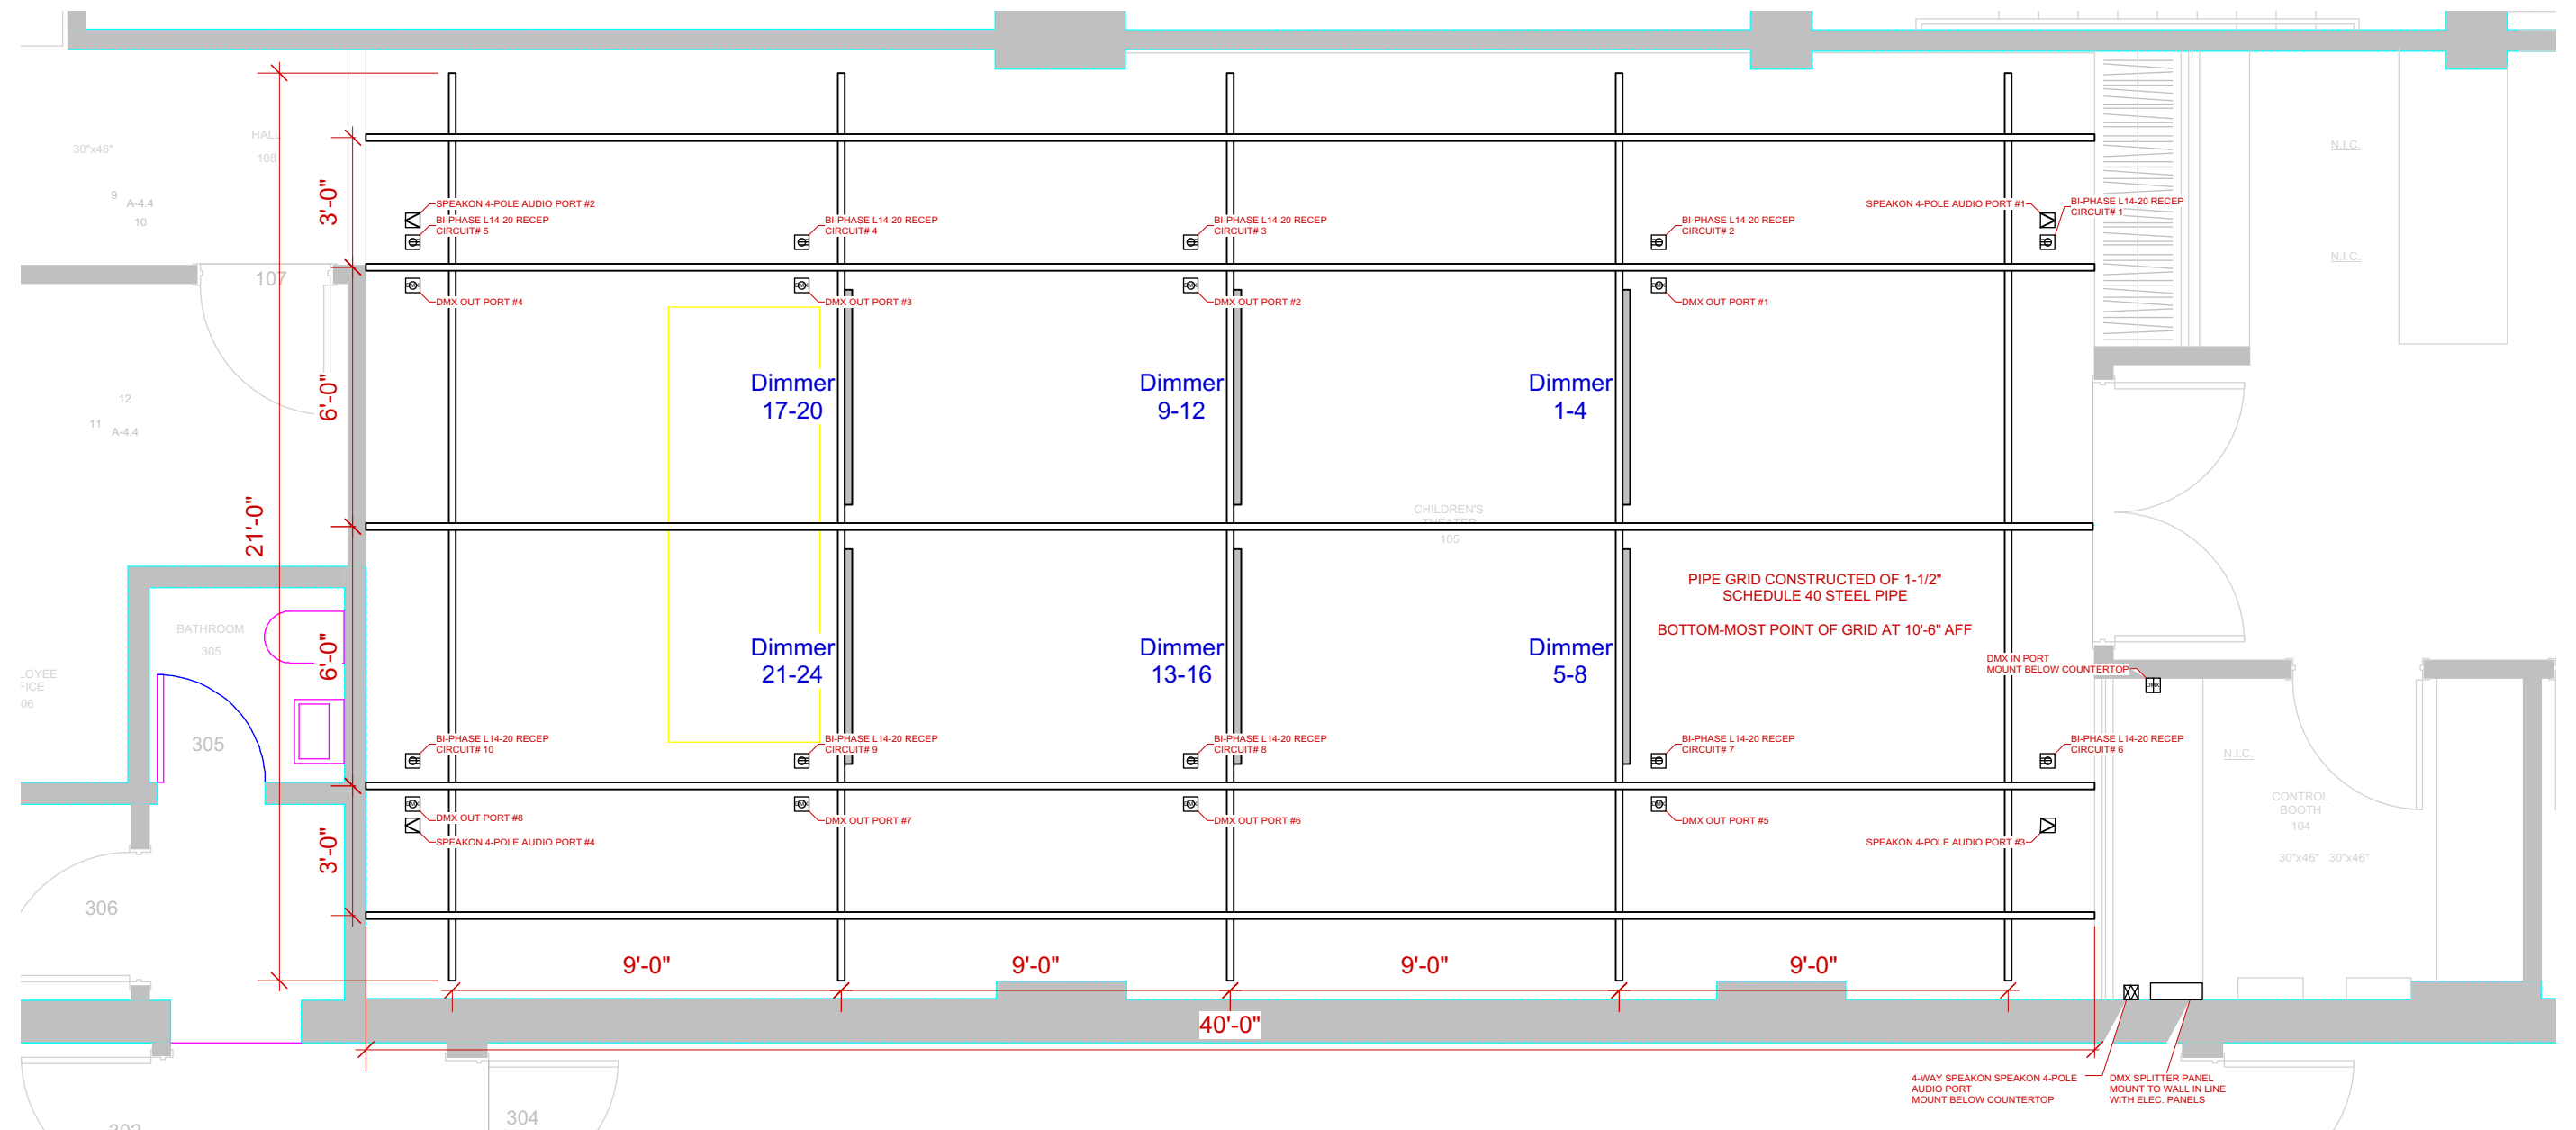 HALL
108
30"x48"
9
A-4.4
10
3'-0"
SPEAKON 4-POLE AUDIO PORT #2
BI-PHASE L14-20 RECEP
CIRCUIT# 5
BI-PHASE L14-20 RECEP
CIRCUIT# 4
BI-PHASE L14-20 RECEP
CIRCUIT# 3
BI-PHASE L14-20 RECEP
CIRCUIT# 2
SPEAKON 4-POLE AUDIO PORT #1
BI-PHASE L14-20 RECEP
CIRCUIT# 1
N.I.C.
N.I.C.
107
DMX OUT PORT #4
DMX OUT PORT #3
DMX OUT PORT #2
DMX OUT PORT #1
6'-0"
12
11
A-4.4
Dimmer
17-20
Dimmer
9-12
Dimmer
1-4
21'-0"
CHILDREN'S
THEATER
105
PIPE GRID CONSTRUCTED OF 1-1/2"
SCHEDULE 40 STEEL PIPE
BOTTOM-MOST POINT OF GRID AT 10'-6" AFF
BATHROOM
305
6'-0"
LOYEE
FICE
06
Dimmer
21-24
Dimmer
13-16
Dimmer
5-8
DMX IN PORT
MOUNT BELOW COUNTERTOP
DMX
305
BI-PHASE L14-20 RECEP
CIRCUIT# 10
BI-PHASE L14-20 RECEP
CIRCUIT# 9
BI-PHASE L14-20 RECEP
CIRCUIT# 8
BI-PHASE L14-20 RECEP
CIRCUIT# 7
BI-PHASE L14-20 RECEP
CIRCUIT# 6
N.I.C.
CONTROL
BOOTH
104
30"x46" 30"x46"
DMX OUT PORT #8
SPEAKON 4-POLE AUDIO PORT #4
DMX OUT PORT #7
DMX OUT PORT #6
DMX OUT PORT #5
SPEAKON 4-POLE AUDIO PORT #3
3'-0"
306
9'-0"
9'-0"
9'-0"
9'-0"
40'-0"
4-WAY SPEAKON SPEAKON 4-POLE
AUDIO PORT
MOUNT BELOW COUNTERTOP
DMX SPLITTER PANEL
MOUNT TO WALL IN LINE
WITH ELEC. PANELS
304